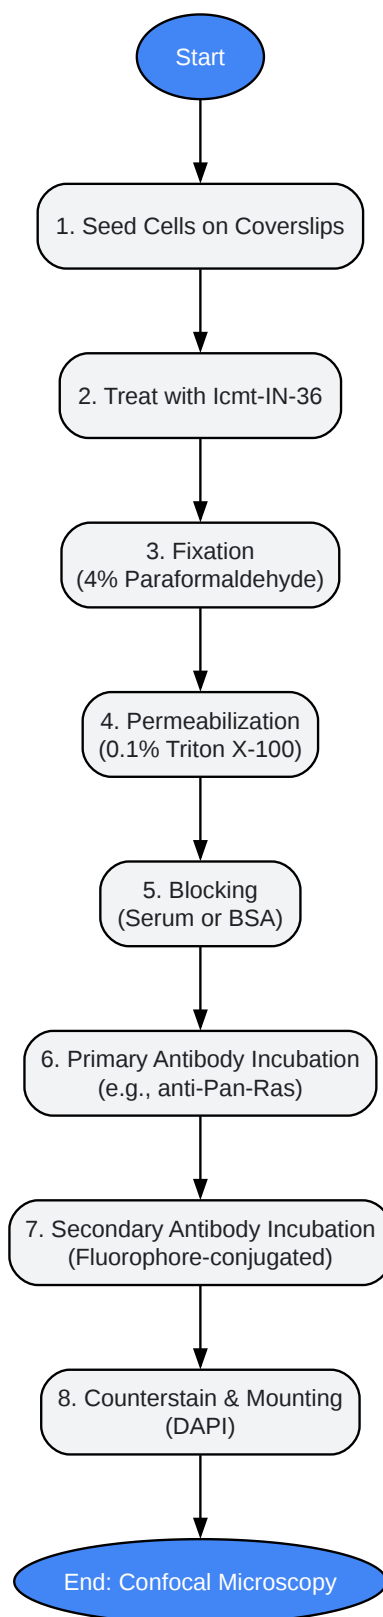 Start
1. Seed Cells on Coverslips
2. Treat with Icmt-IN-36
3. Fixation
(4% Paraformaldehyde)
4. Permeabilization
(0.1% Triton X-100)
5. Blocking
(Serum or BSA)
6. Primary Antibody Incubation
(e.g., anti-Pan-Ras)
7. Secondary Antibody Incubation
(Fluorophore-conjugated)
8. Counterstain & Mounting
(DAPI)
End: Confocal Microscopy